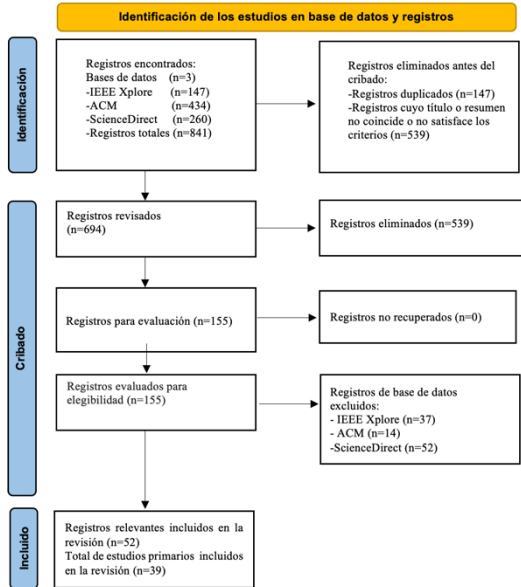 Identificación de los estudios en base de datos y registros
Identificación
Registros encontrados:
Bases de datos (n=3)
-IEEE Xplore (n=147)
-ACM (n=434)
-ScienceDirect (n=260)
-Registros totales (n=841)
Registros eliminados antes del
cribado:
-Registros duplicados (n=147)
-Registros cuyo título o resumen
no coincide o no satisface los
criterios (n=539)
Cribado
Registros revisados
(n=694)
Registros eliminados (n=539)
Registros para evaluación (n=155)
Registros no recuperados (n=0)
Registros evaluados para
elegibilidad (n=155)
Registros de base de datos
excluidos:
- IEEE Xplore (n=37)
- ACM (n=14)
-ScienceDirect (n=52)
Incluido
Registros relevantes incluidos en la
revisión (n=52)
Total de estudios primarios incluidos
en la revisión (n=39)